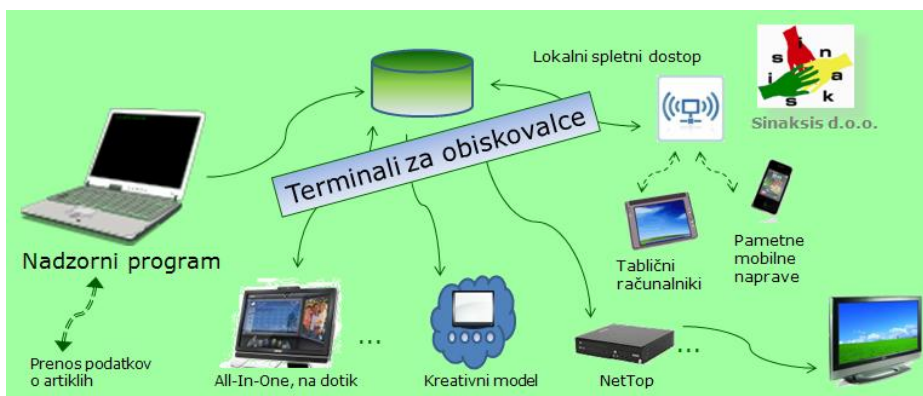 Lokalni spletni dostop
s i n a k s i s
Sinaksis d.o.o.
Terminali za obiskovalce
Nadzorni program
Tablični
računalniki
Pametne
mobilne
naprave
Prenos podatkov
o artiklih
All-In-One, na dotik
...
Kreativni model
NetTop
...